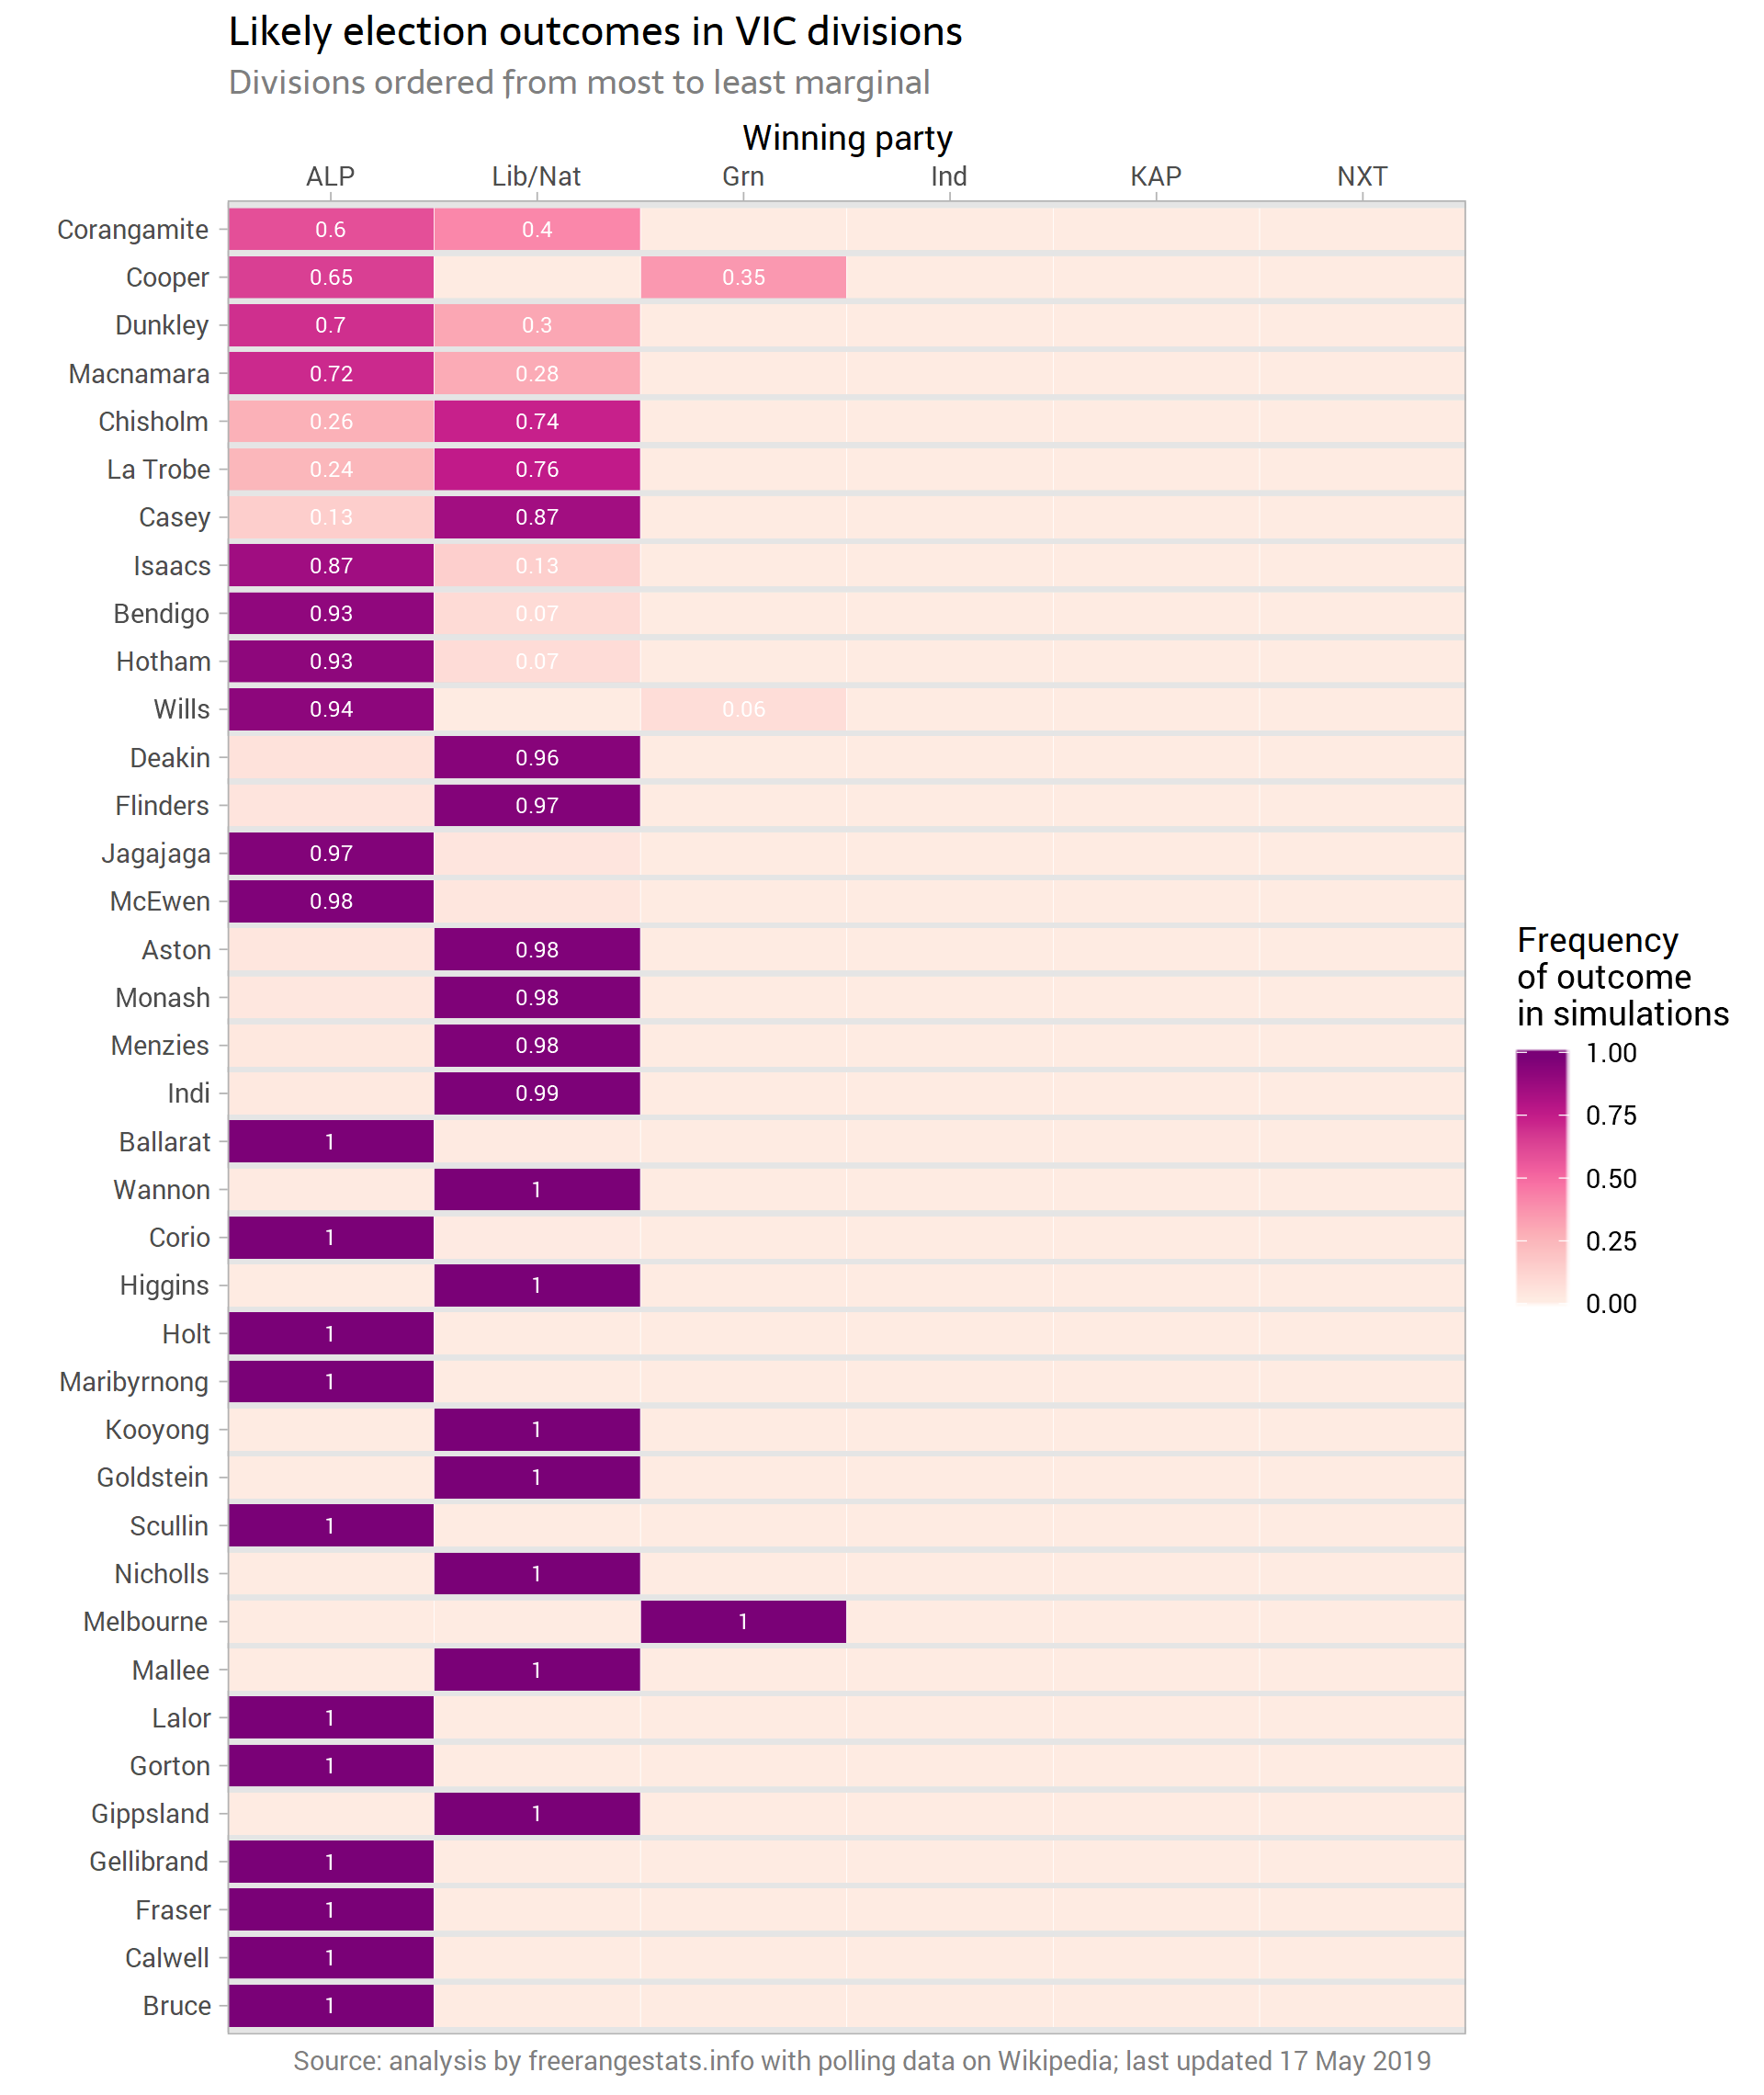 Likely election outcomes in VIC divisions
Divisions ordered from most to least marginal
Winning party
ALP Lib/Nat Grn Ind KAP NXT
Corangamite 0.6 0.4
Cooper 0.65 0.35
Dunkley 0.7 0.3
Macnamara 0.72 0.28
Chisholm 0.26 0.74
La Trobe 0.24 0.76
Casey 0.13 0.87
Isaacs 0.87 0.13
Bendigo 0.93 0.07
Hotham 0.93 0.07
Wills 0.94 0.06
Deakin 0.96
Flinders 0.97
Jagajaga 0.97
McEwen 0.98
Aston 0.98
Monash 0.98
Menzies 0.98
Indi 0.99
Ballarat 1
Wannon 1
Corio 1
Higgins 1
Holt 1
Maribyrnong 1
Kooyong 1
Goldstein 1
Scullin 1
Nicholls 1
Melbourne 1
Mallee 1
Lalor 1
Gorton 1
Gippsland 1
Gellibrand 1
Fraser 1
Calwell 1
Bruce 1
Frequency
of outcome
in simulations
1.00
0.75
0.50
0.25
0.00
Source: analysis by freerangestats.info with polling data on Wikipedia; last updated 17 May 2019